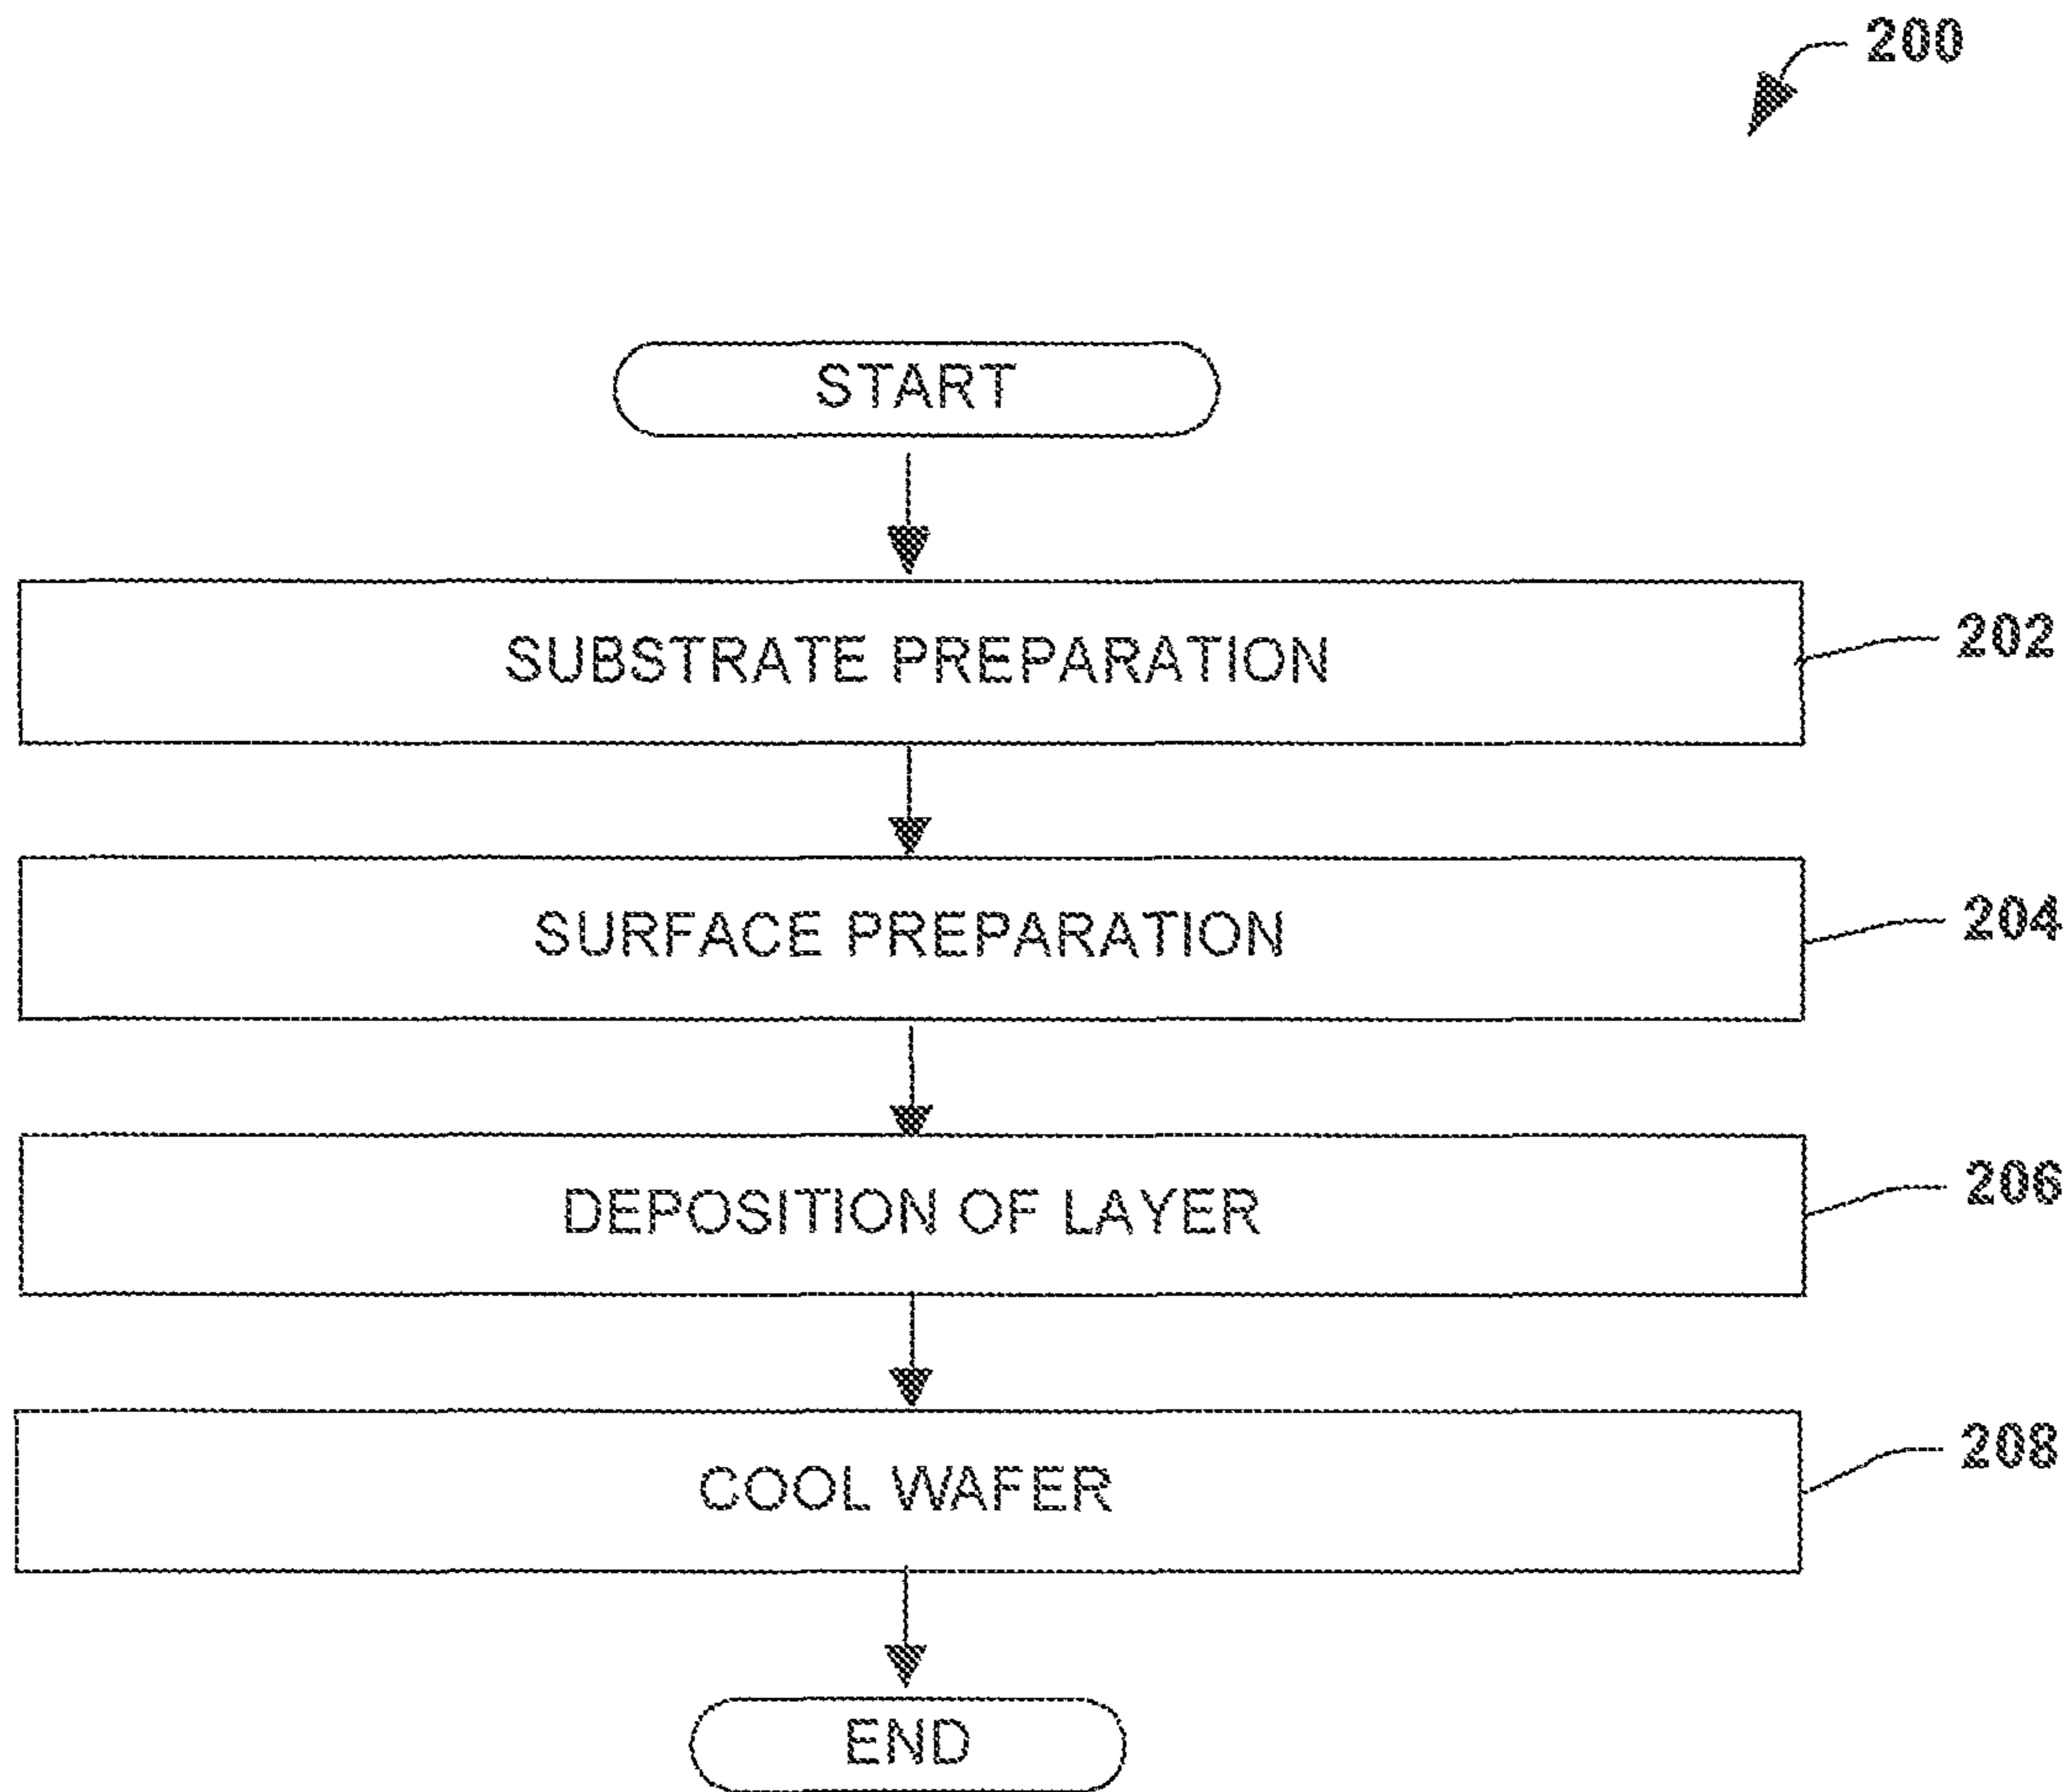 200
START
SUBSTRATE PREPARATION
202
SURFACE PREPARATION
204
DEPOSITION OF LAYER
206
COOL WAFER
208
END